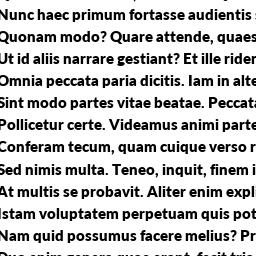 Nunc haec primum fortasse audientis
Quonam modo? Quare attende, quaes
Ut id aliis narrare gestiant? Et ille rider
Omnia peccata paria dicitis. Iam in alte
Sint modo partes vitae beatae. Peccata
Pollicetur certe. Videamus animi parte
Conferam tecum, quam cuique verso r
Sed nimis multa. Teneo, inquit, finem i
At multis se probavit. Aliter enim expl
Istam voluptatem perpetuam quis pot
Nam quid possumus facere melius? Pr